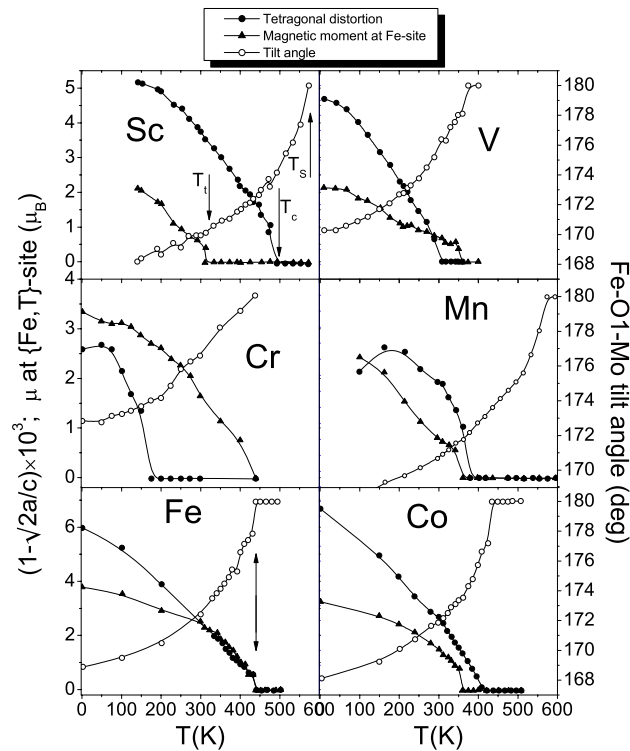 Tetragonal distortion
Magnetic moment at Fe-site
Tilt angle
Sc
V
Cr
Mn
Fe
Co
T_t
T_S
T_c
(1-√2a/c)×10³; μ at {Fe,T}-site (μ_B)
Fe-O1-Mo tilt angle (deg)
5
4
3
2
1
0
3
2
1
0
6
4
2
0
180
178
176
174
172
170
168
180
178
176
174
172
170
180
178
176
174
172
170
168
0 100 200 300 400 500 600
0 100 200 300 400 500 600
T(K)
T(K)